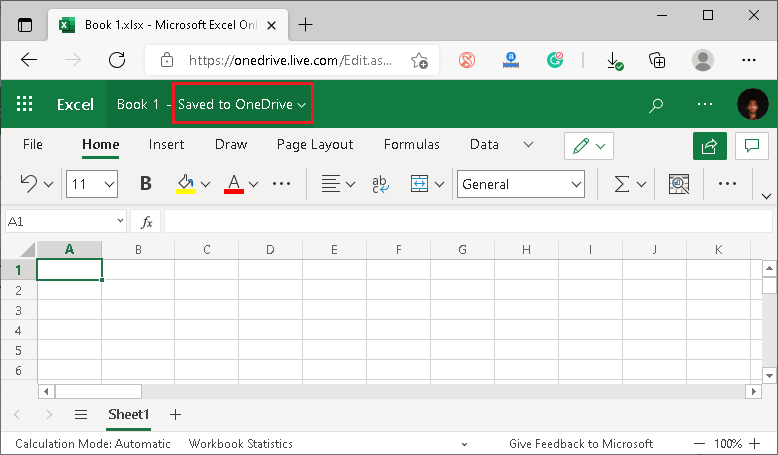 Book 1.xlsx - Microsoft Excel Onl
https://onedrive.live.com/Edit.as...
Excel Book 1 - Saved to OneDrive
File Home Insert Draw Page Layout Formulas Data
11 B A ... ab c General Σ ...
A1 fx
A B C D E F G H I J K
1
2
3
4
5
6
Sheet1
Calculation Mode: Automatic Workbook Statistics Give Feedback to Microsoft 100%